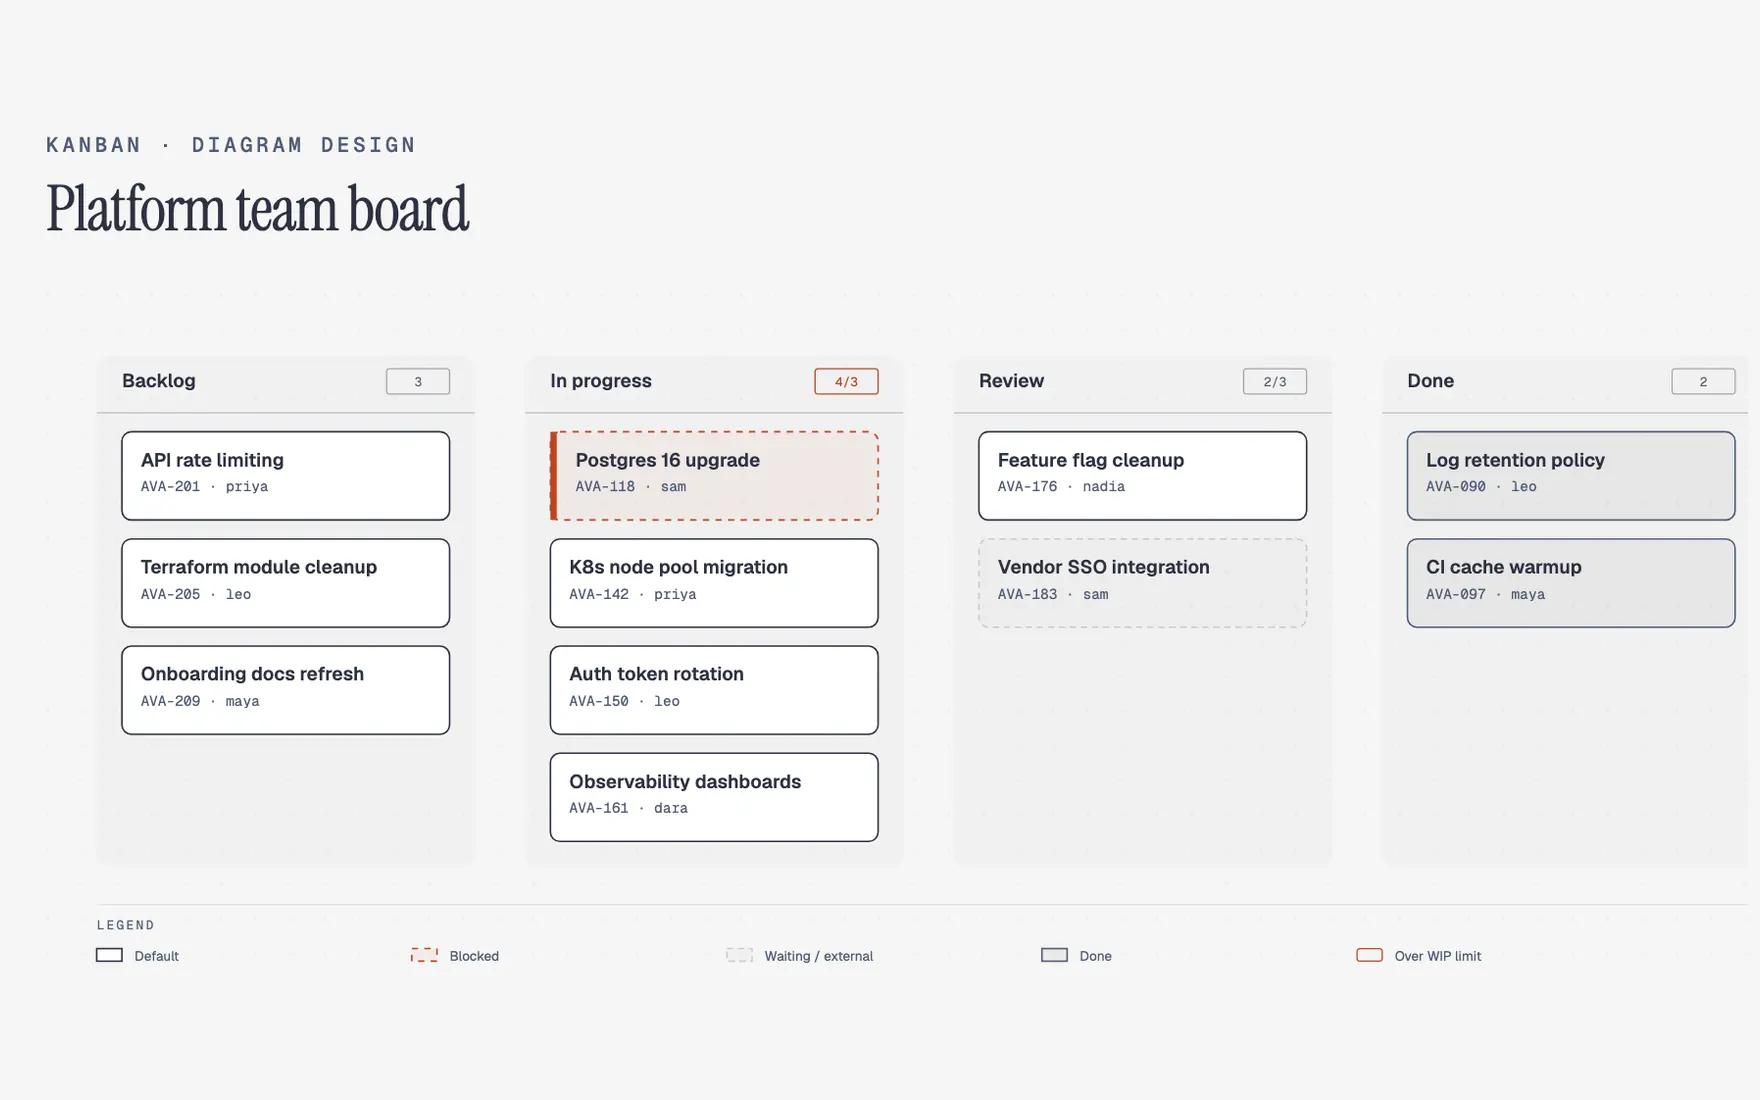 KANBAN · DIAGRAM DESIGN
Platform team board
Backlog
3
API rate limiting
AVA-201 · priya
Terraform module cleanup
AVA-205 · leo
Onboarding docs refresh
AVA-209 · maya
In progress
4/3
Postgres 16 upgrade
AVA-118 · sam
K8s node pool migration
AVA-142 · priya
Auth token rotation
AVA-150 · leo
Observability dashboards
AVA-161 · dara
Review
2/3
Feature flag cleanup
AVA-176 · nadia
Vendor SSO integration
AVA-183 · sam
Done
2
Log retention policy
AVA-090 · leo
CI cache warmup
AVA-097 · maya
LEGEND
Default
Blocked
Waiting / external
Done
Over WIP limit